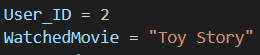 User_ID = 2
WatchedMovie = "Toy Story"